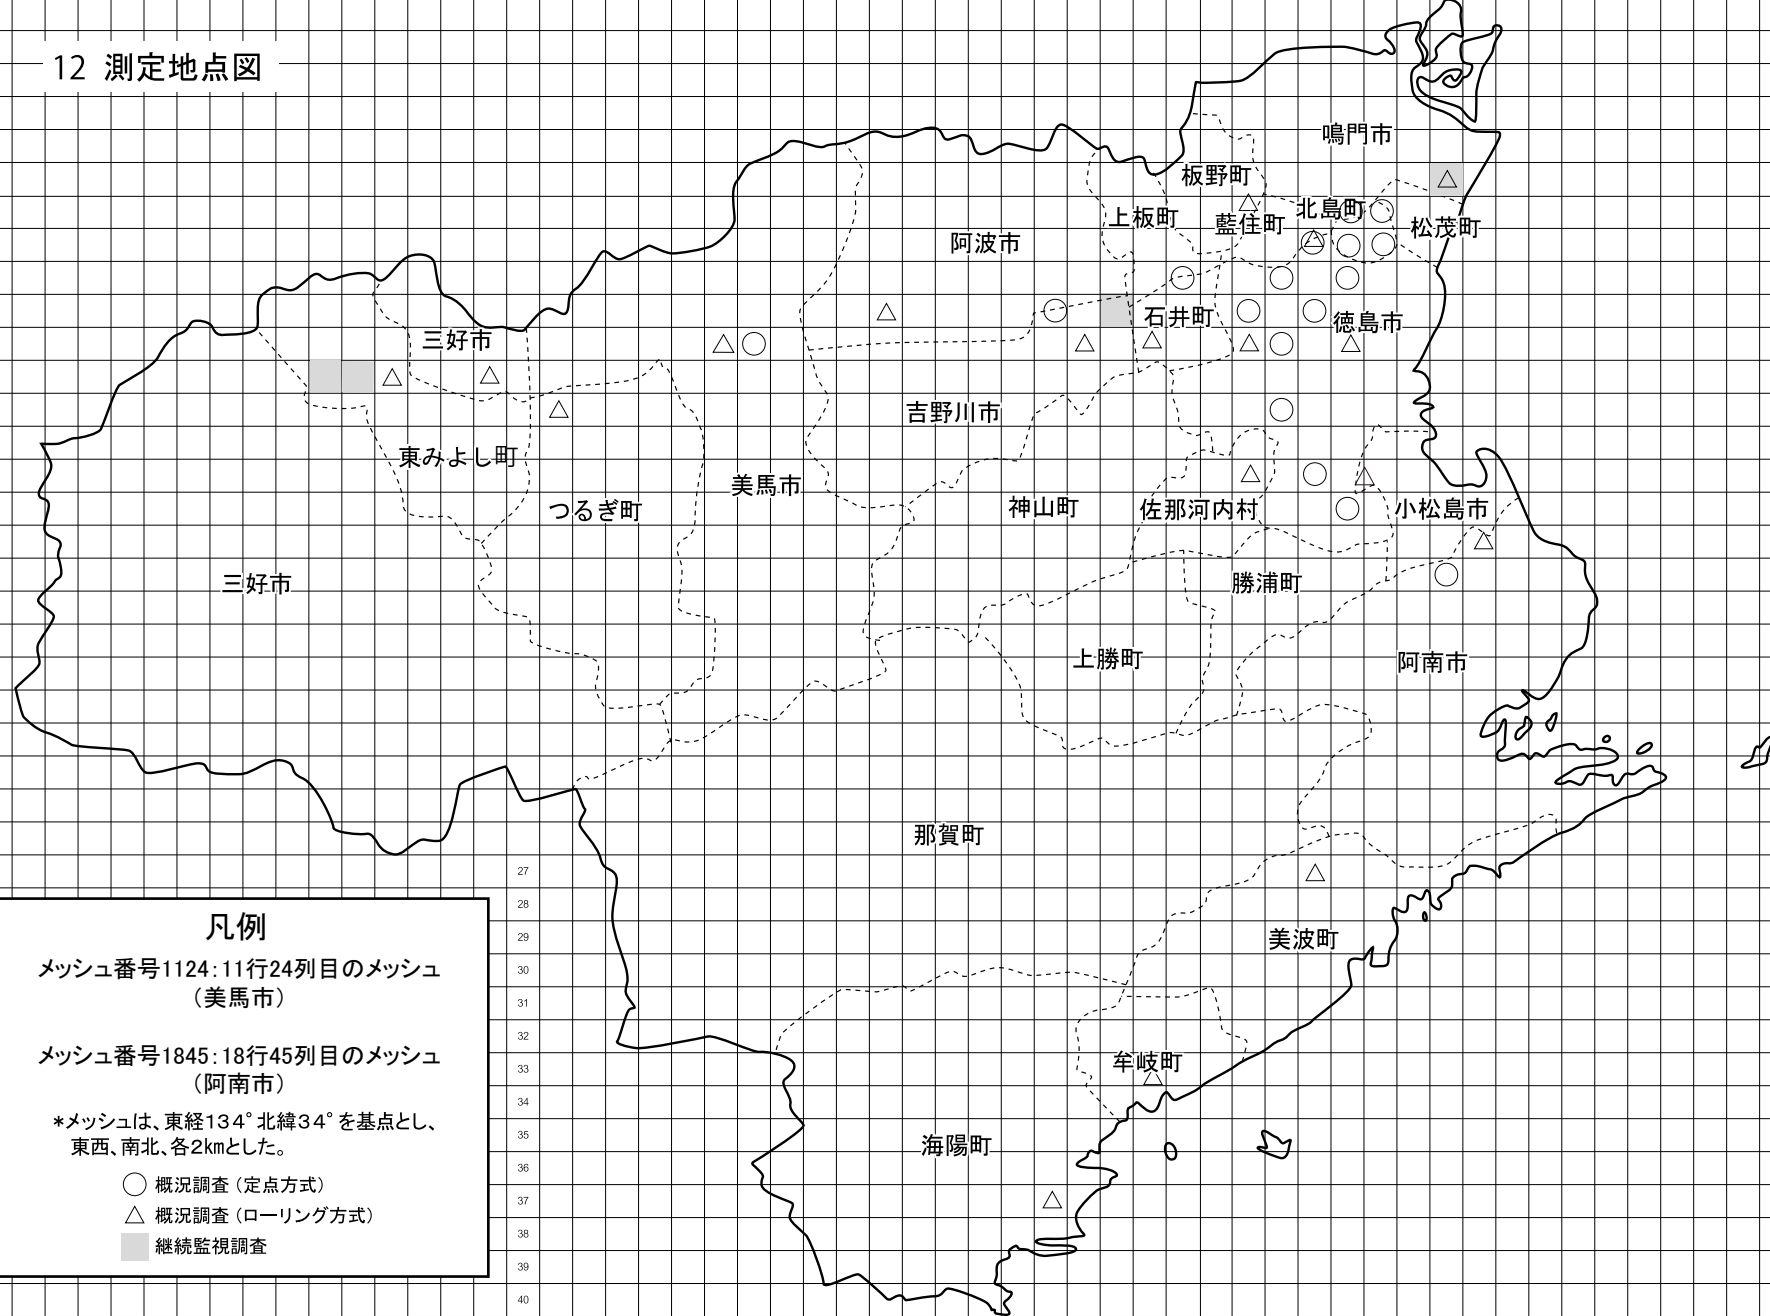 12 測定地点図
鳴門市
板野町
上板町
藍住町
北島町
松茂町
阿波市
石井町
徳島市
三好市
吉野川市
東みよし町
美馬市
つるぎ町
神山町
佐那河内村
小松島市
三好市
勝浦町
上勝町
阿南市
那賀町
美波町
牟岐町
海陽町
27
28
29
30
31
32
33
34
35
36
37
38
39
40
凡例
メッシュ番号1124：11行24列目のメッシュ
（美馬市）
メッシュ番号1845：18行45列目のメッシュ
（阿南市）
*メッシュは、東経134°北緯34°を基点とし、
東西、南北、各2kmとした。
概況調査（定点方式）
概況調査（ローリング方式）
継続監視調査